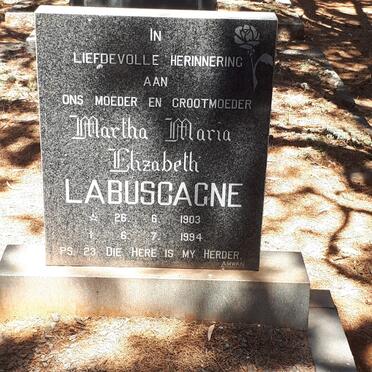 IN
LIEFDEVOLLE HERINNERING
AAN
ONS MOEDER EN GROOTMOEDER
Martha Maria
Elizabeth
LABUSCAGNE
☆ 26. 6. 1903
† 6. 7. 1994
PS. 23. DIE HERE IS MY HERDER.